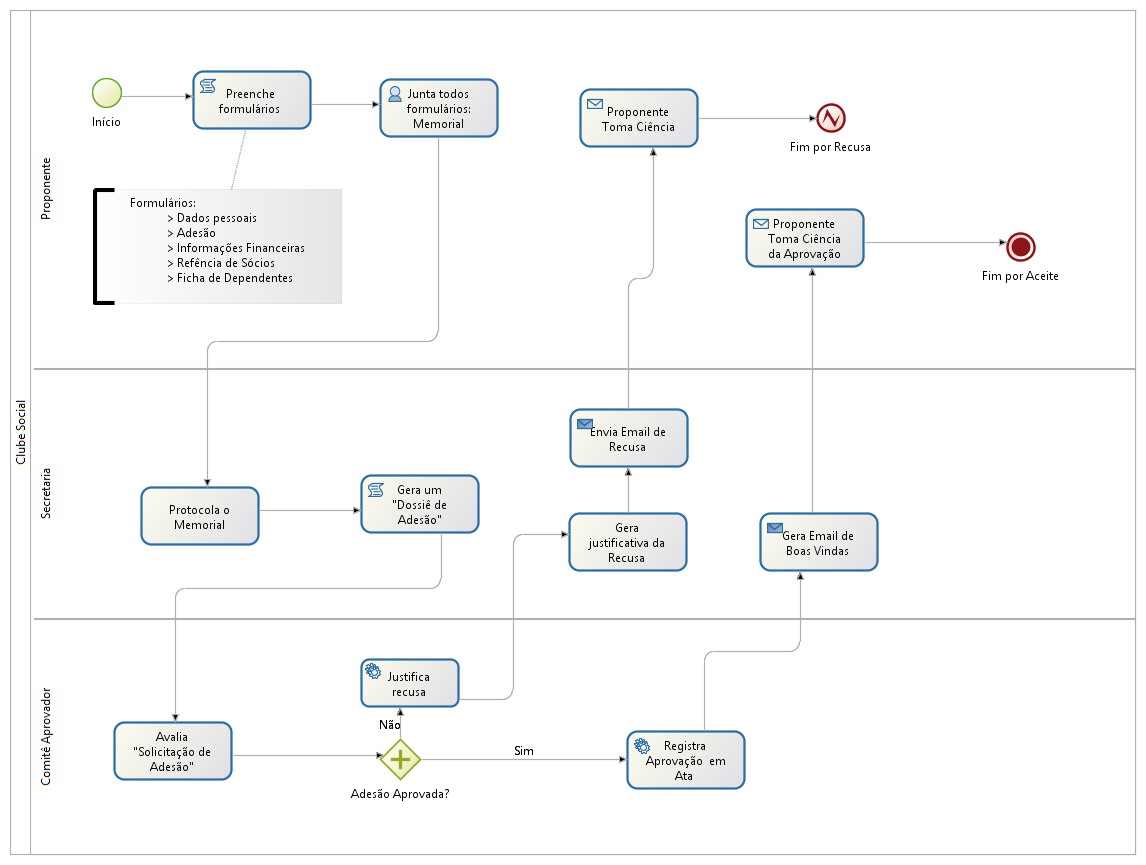 Clube Social
Proponente
Início
Preenche
formulários
Junta todos
formulários:
Memorial
Formulários:
> Dados pessoais
> Adesão
> Informações Financeiras
> Refência de Sócios
> Ficha de Dependentes
Proponente
Toma Ciência
Fim por Recusa
Proponente
Toma Ciência
da Aprovação
Fim por Aceite
Secretaria
Protocola o
Memorial
Gera um
"Dossiê de
Adesão"
Envia Email de
Recusa
Gera
justificativa da
Recusa
Gera Email de
Boas Vindas
Comitê Aprovador
Avalia
"Solicitação de
Adesão"
Justifica
recusa
Não
Adesão Aprovada?
Sim
Registra
Aprovação em
Ata